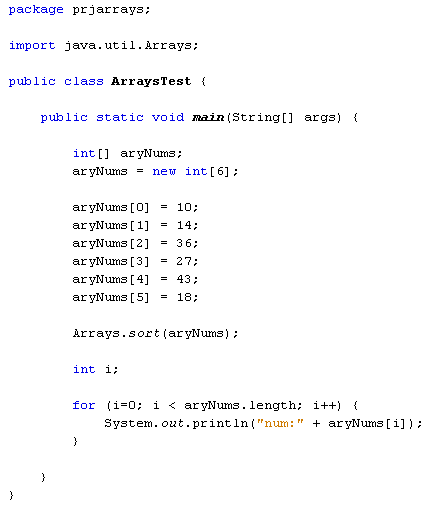 package prjarrays;
import java.util.Arrays;
public class ArraysTest {
public static void main(String[] args) {
int[] aryNums;
aryNums = new int[6];
aryNums[0] = 10;
aryNums[1] = 14;
aryNums[2] = 36;
aryNums[3] = 27;
aryNums[4] = 43;
aryNums[5] = 18;
Arrays.sort(aryNums);
int i;
for (i=0; i < aryNums.length; i++) {
System.out.println("num:" + aryNums[i]);
}
}
}